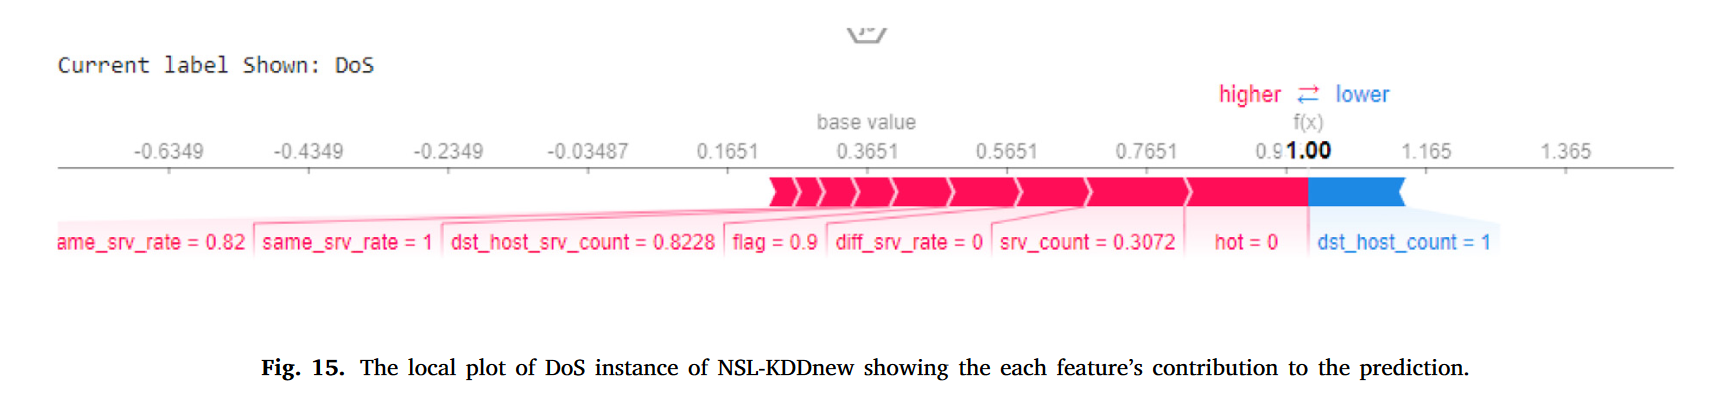 Current label Shown: DoS
higher ⇄ lower
base value f(x)
-0.6349 -0.4349 -0.2349 -0.03487 0.1651 0.3651 0.5651 0.7651 0.91.00 1.165 1.365
ame_srv_rate = 0.82 same_srv_rate = 1 dst_host_srv_count = 0.8228 flag = 0.9 diff_srv_rate = 0 srv_count = 0.3072 hot = 0 dst_host_count = 1
Fig. 15. The local plot of DoS instance of NSL-KDDnew showing the each feature's contribution to the prediction.